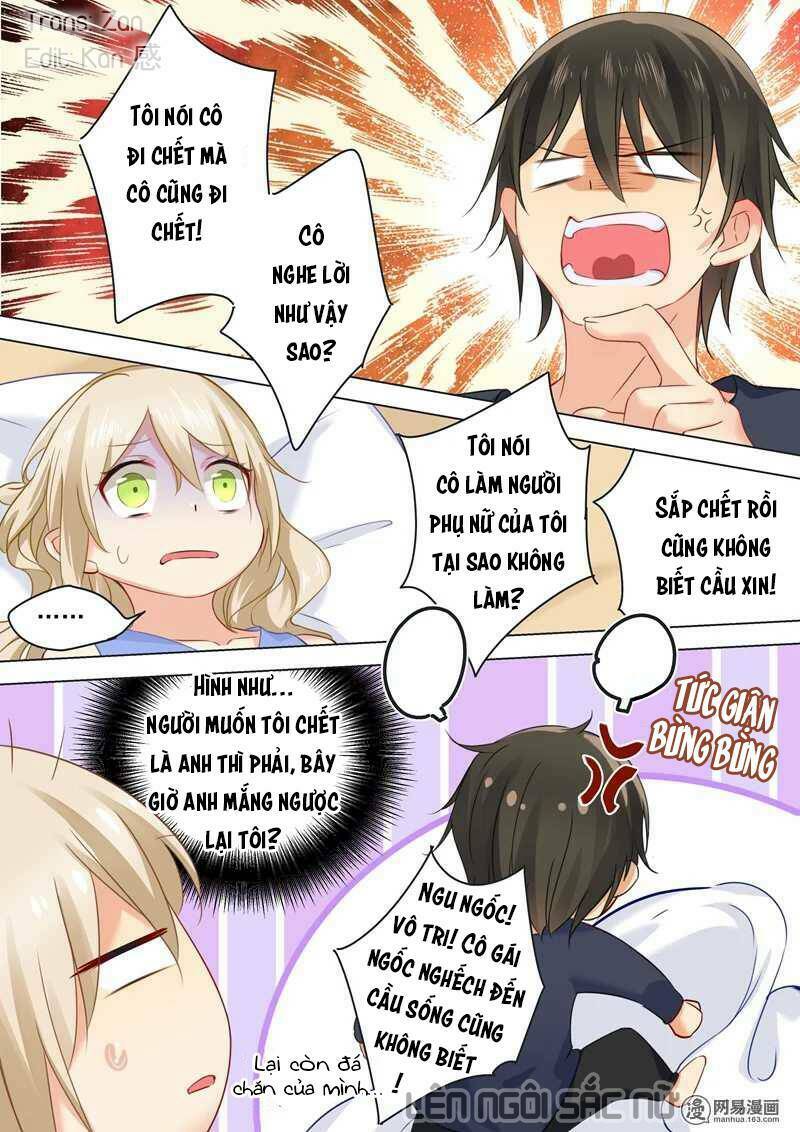 Trans: Zan
Edit: Kan 感
TÔI NÓI CÔ
ĐI CHẾT MÀ
CÔ CŨNG ĐI
CHẾT!
CÔ
NGHE LỜI
NHƯ VẬY
SAO?
TÔI NÓI
CÔ LÀM NGƯỜI
PHỤ NỮ CỦA TÔI
TẠI SAO KHÔNG
LÀM?
SẮP CHẾT RỒI
CŨNG KHÔNG
BIẾT CẦU XIN!
......
HÌNH NHƯ...
NGƯỜI MUỐN TÔI CHẾT
LÀ ANH THÌ PHẢI, BÂY
GIỜ ANH MẮNG NGƯỢC
LẠI TÔI?
TỨC GIẬN
BỪNG BỪNG
NGU NGỐC!
VÔ TRI! CÔ GÁI
NGỐC NGHẾCH ĐẾN
CẦU SỐNG CŨNG
KHÔNG BIẾT
!
Lại còn đá
chăn của mình...
LÊN NGÔI SẮC NỮ
网易漫画
manhua.163.com